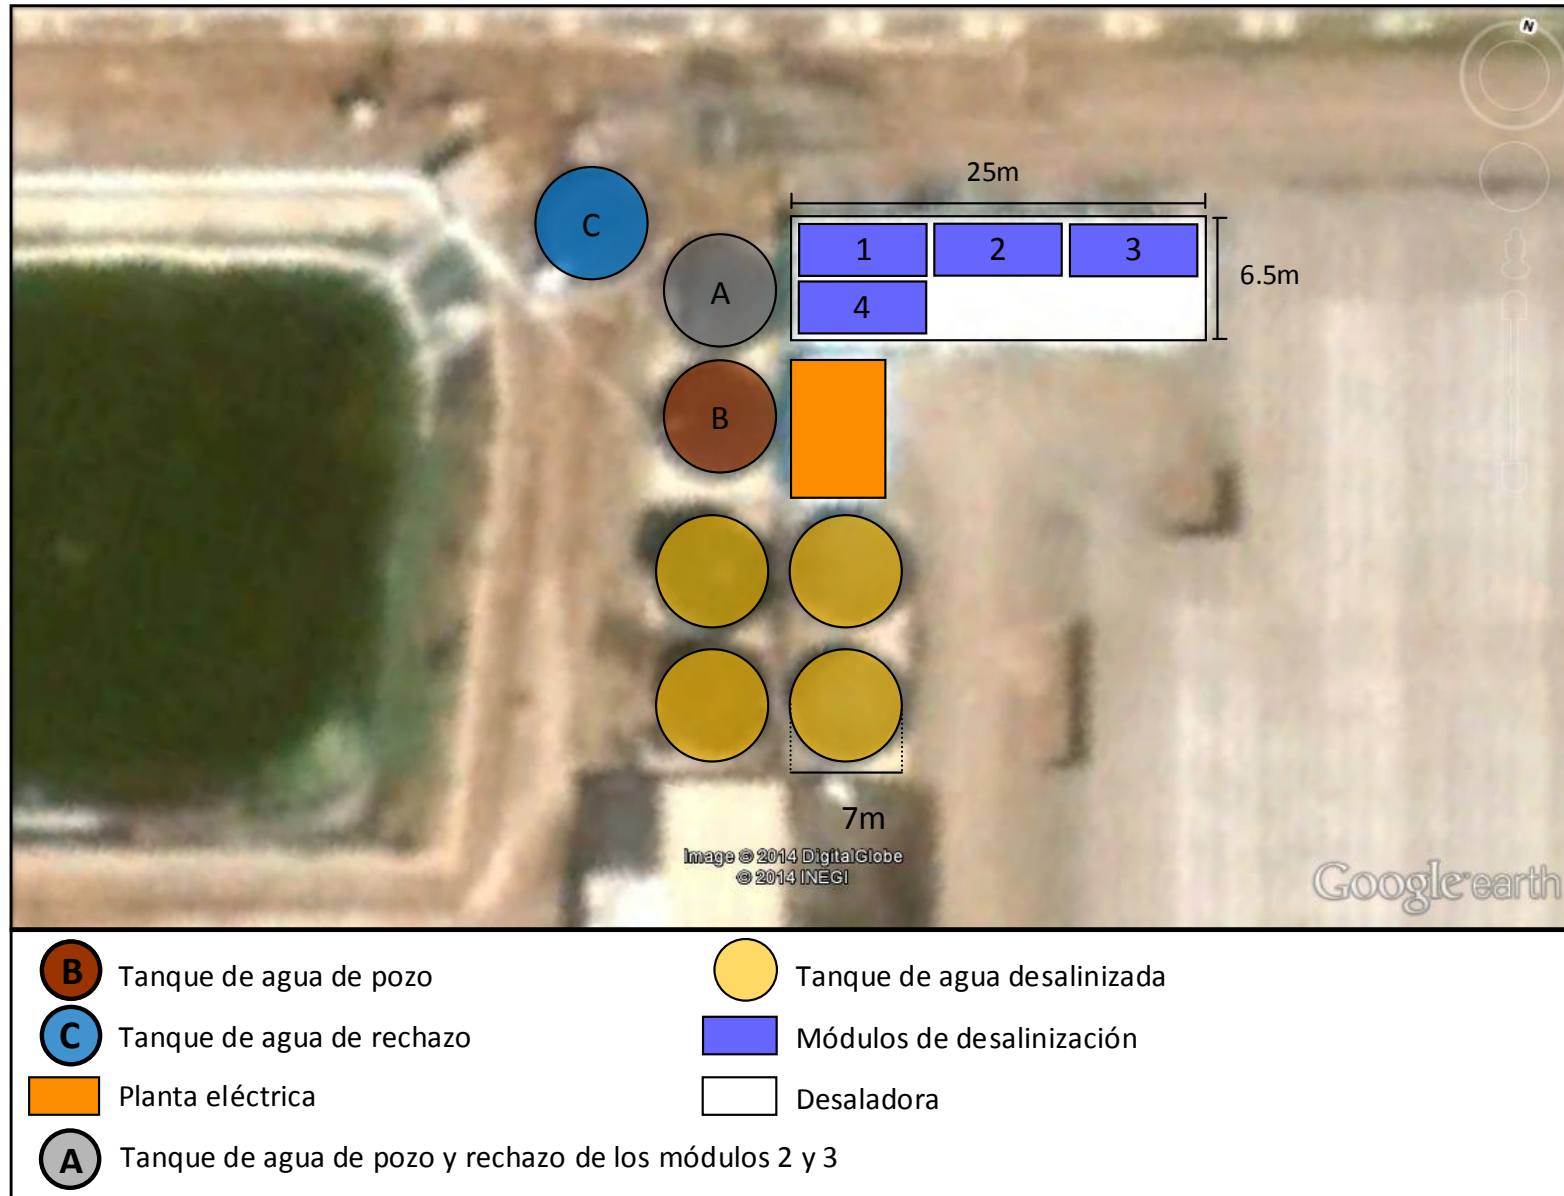 N
25m
C
1
2
3
6.5m
A
4
B
7m
Image © 2014 DigitalGlobe
© 2014 INEGI
Google earth
B Tanque de agua de pozo
Tanque de agua desalinizada
C Tanque de agua de rechazo
Módulos de desalinización
Planta eléctrica
Desaladora
A Tanque de agua de pozo y rechazo de los módulos 2 y 3